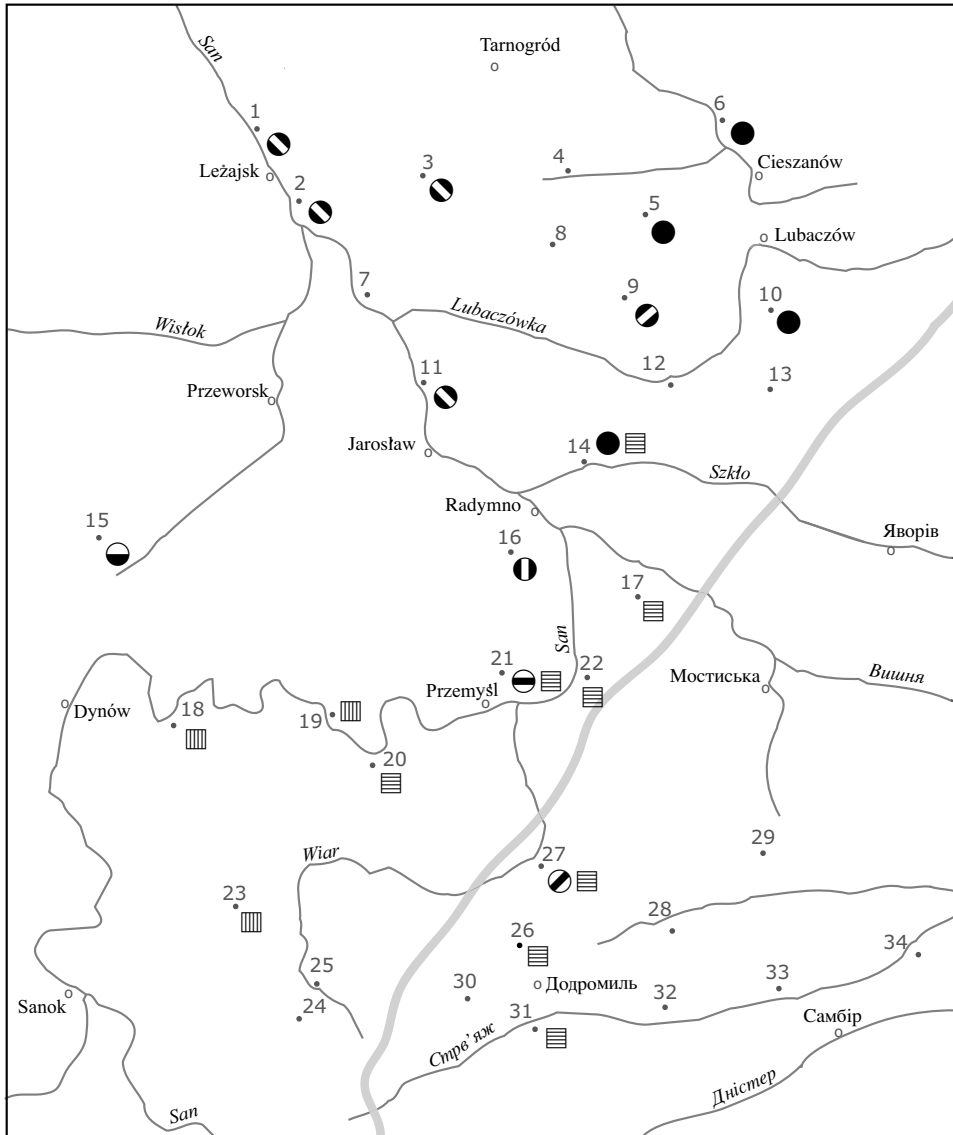 San
Tarnogród
1
6
3
4
Leżajsk
Cieszanów
2
5
8
Lubaczów
7
9
10
Lubaczówka
Wisłok
11
12
13
Przeworsk
Jarosław
14
Szkło
Radymno
15
16
Яворів
17
San
21
22
Przemyśl
Мостиська
Вишня
Dynów
18
19
20
29
Wiar
27
23
28
26
34
25
30
Додромиль
33
Sanok
24
32
31
Самбір
Стрв’яж
Дністер
San